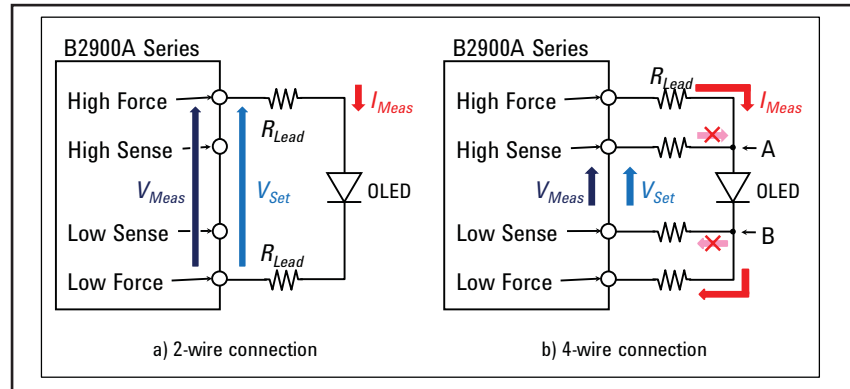 B2900A Series
High Force
High Sense
Low Sense
Low Force
R_Lead
R_Lead
I_Meas
V_Meas
V_Set
OLED
a) 2-wire connection
B2900A Series
High Force
High Sense
Low Sense
Low Force
R_Lead
I_Meas
A
V_Meas
V_Set
OLED
B
b) 4-wire connection